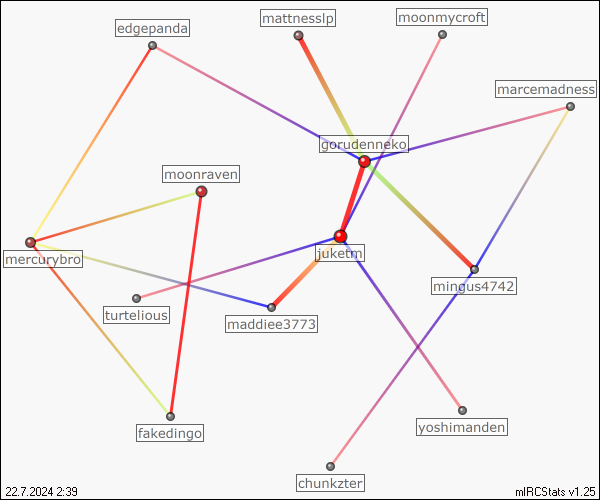 mattnesslp
moonmycroft
edgepanda
marcemadness
gorudenneko
moonraven
juketm
mercurybro
mingus4742
turtelious
maddiee3773
yoshimanden
fakedingo
chunkzter
22.7.2024 2:39
mIRCStats v1.25